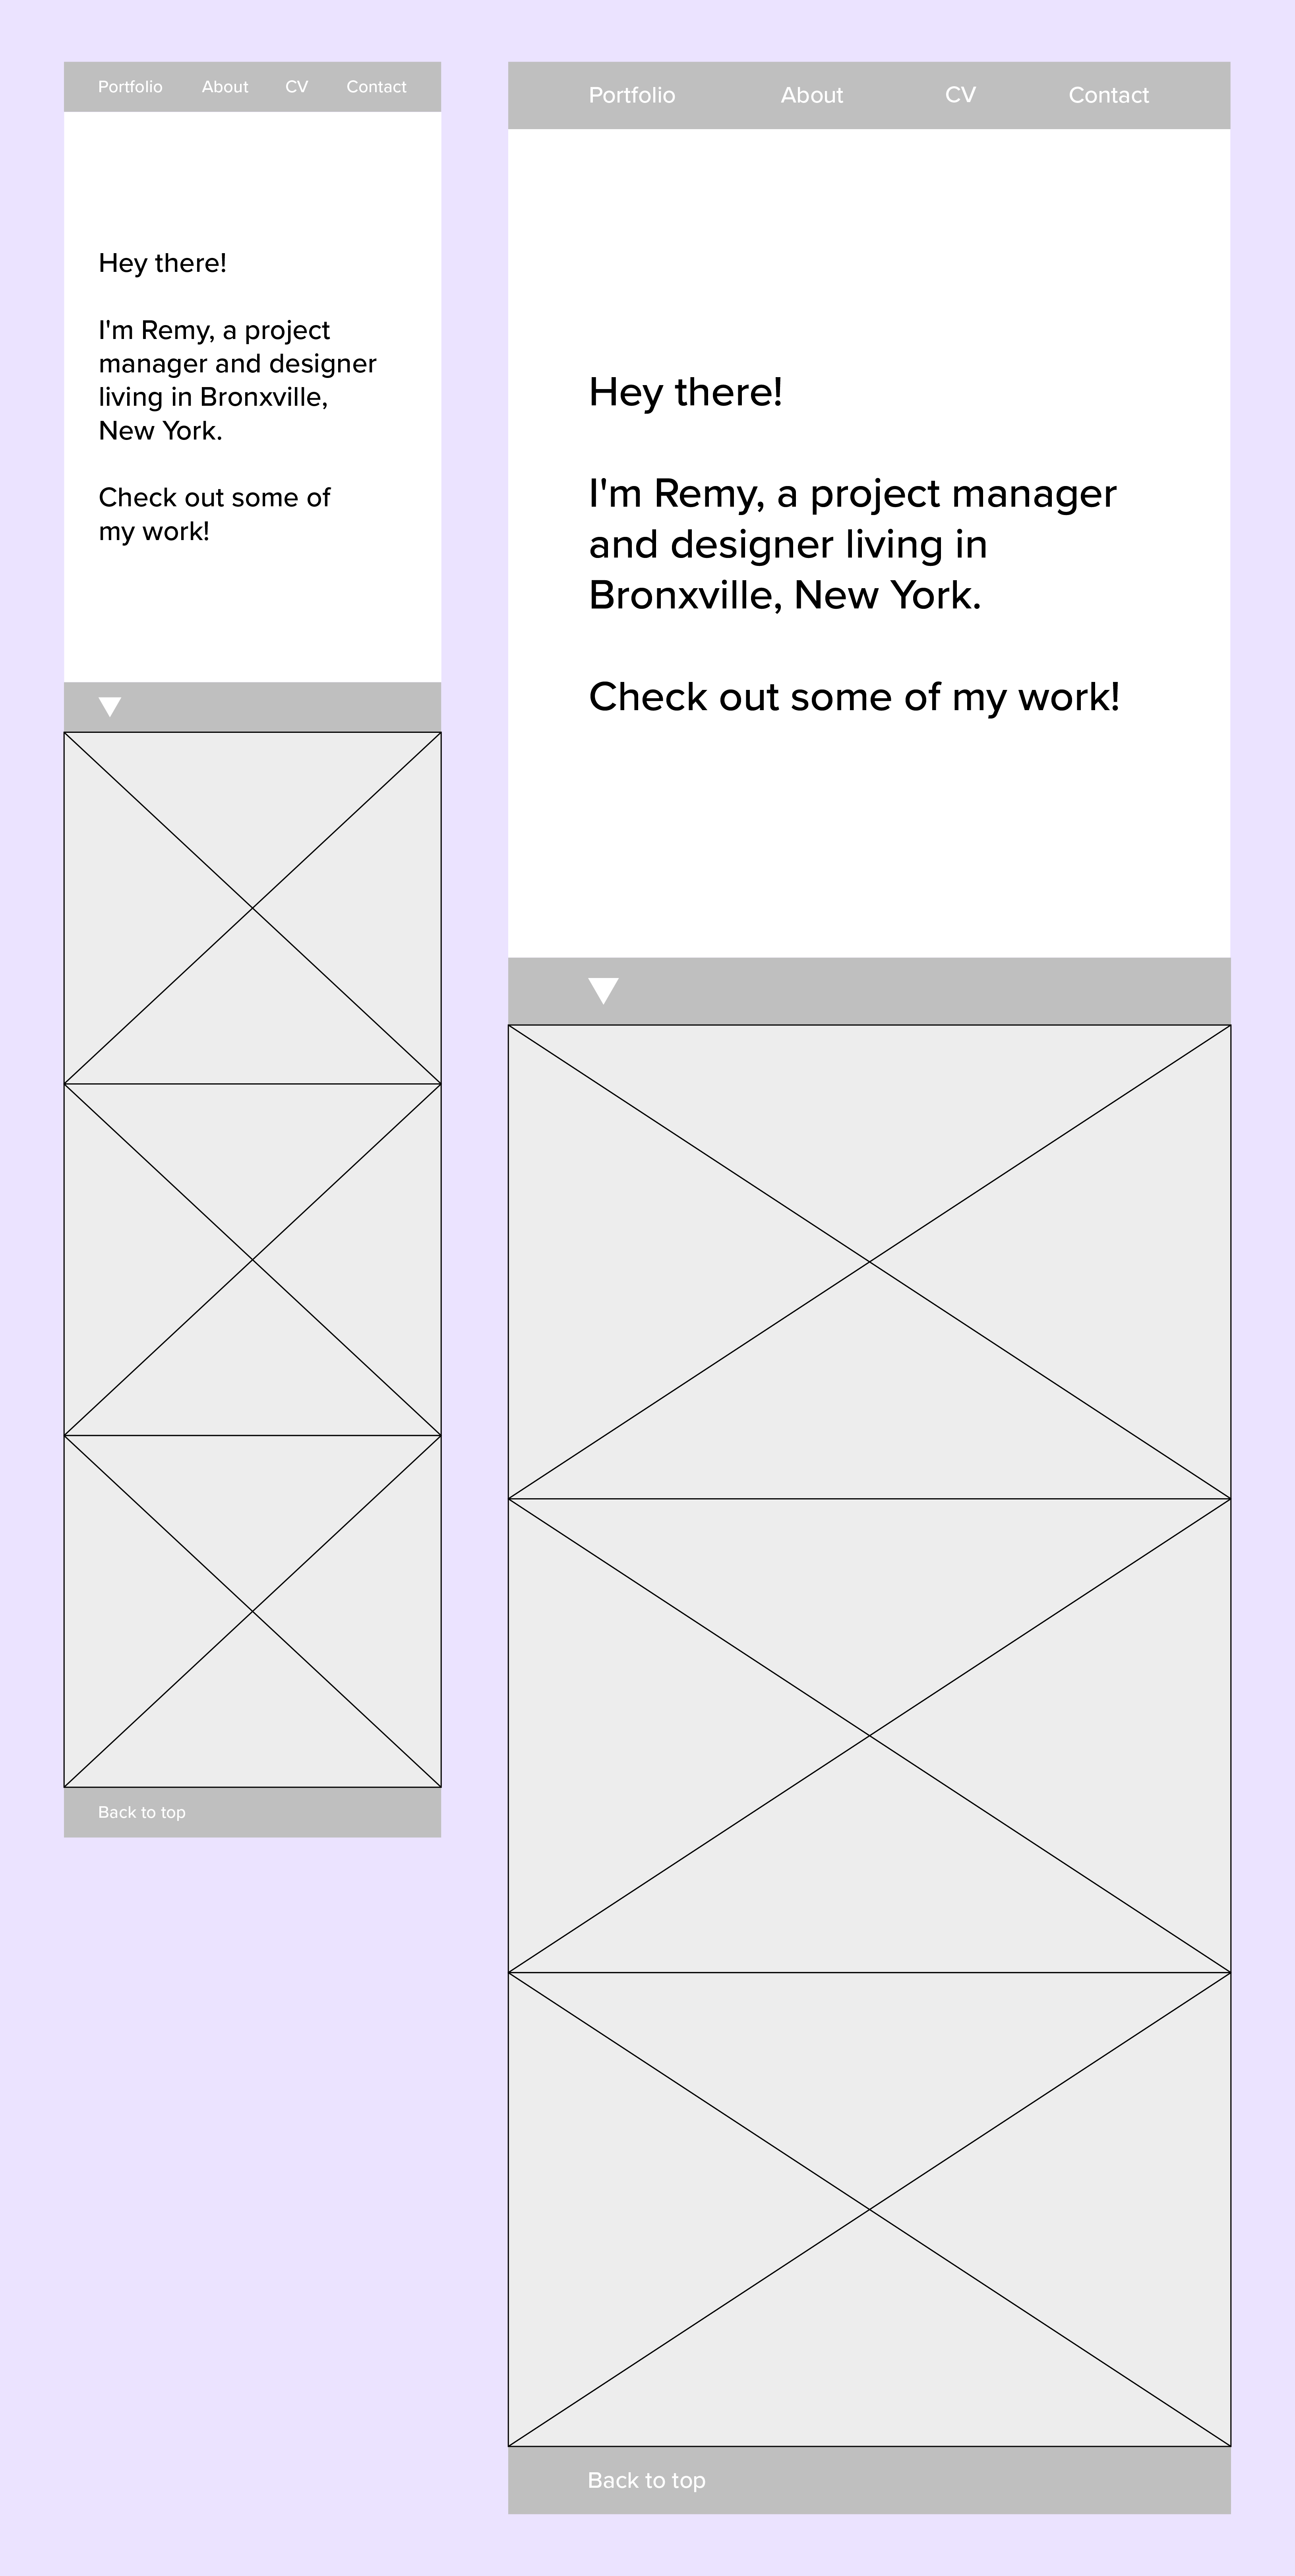 Portfolio About CV Contact
Hey there!
I'm Remy, a project
manager and designer
living in Bronxville,
New York.
Check out some of
my work!
Back to top
Portfolio About CV Contact
Hey there!
I'm Remy, a project manager
and designer living in
Bronxville, New York.
Check out some of my work!
Back to top